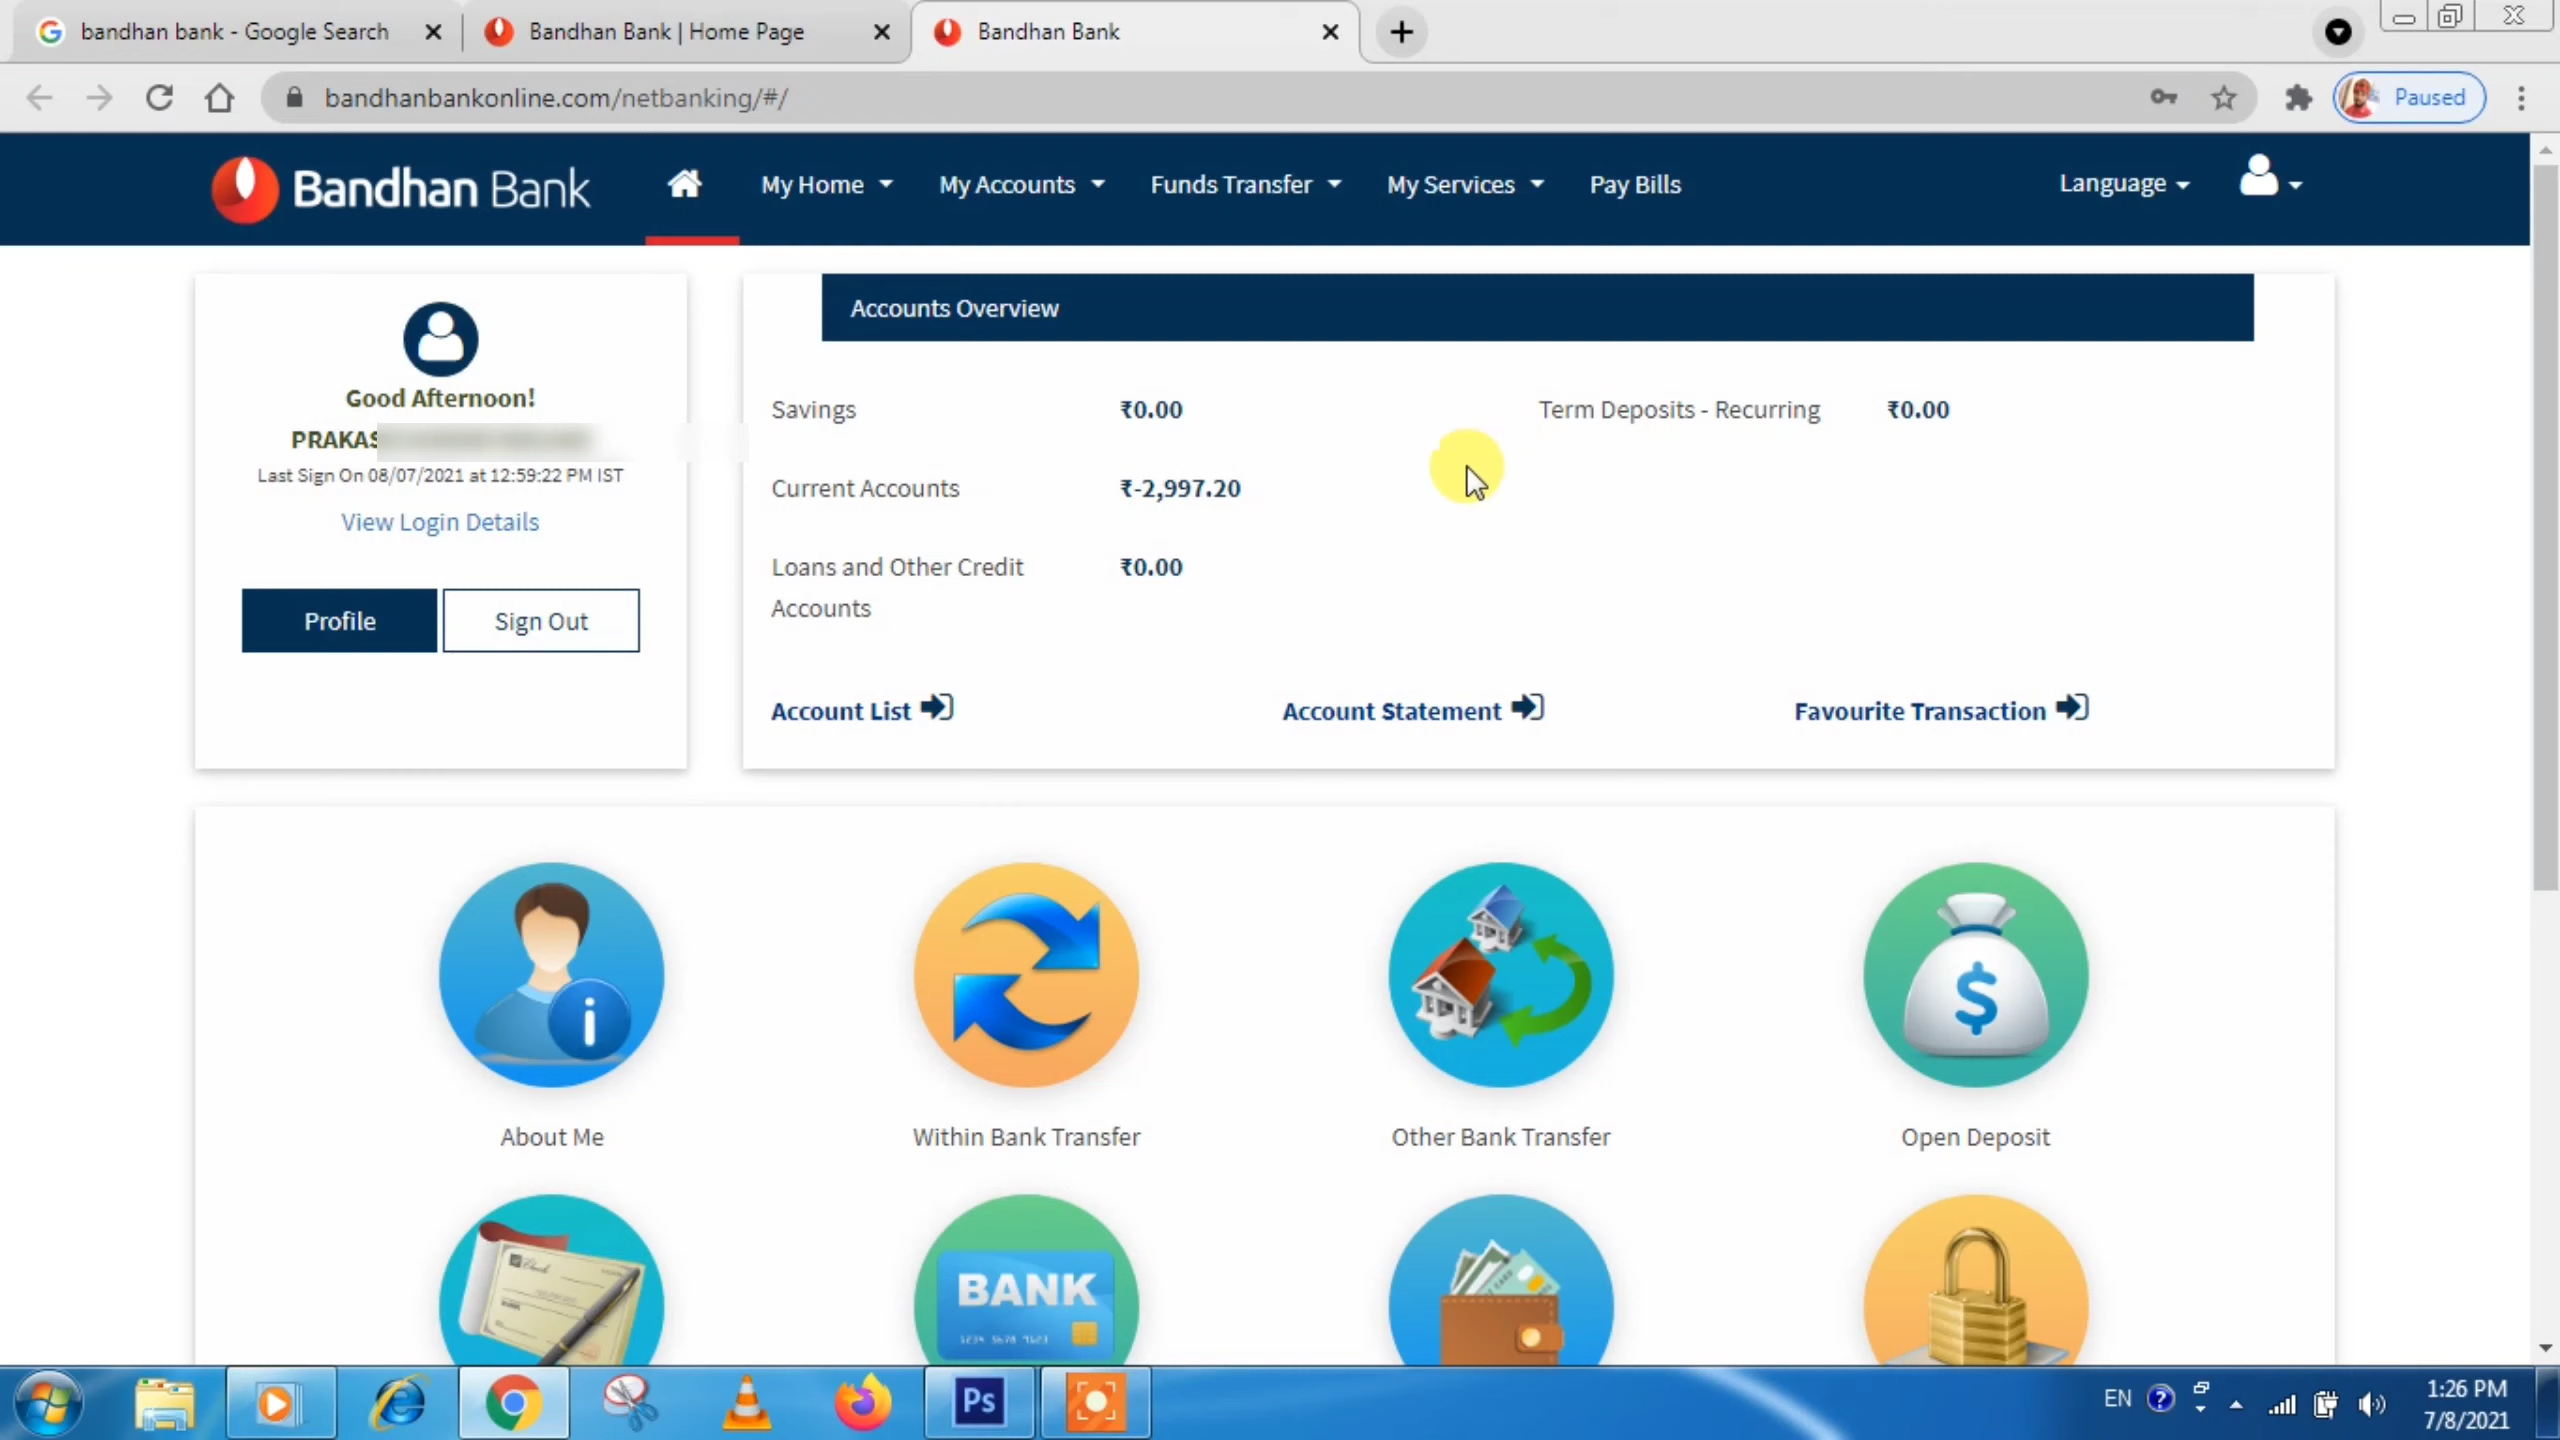 bandhan bank - Google Search
Bandhan Bank | Home Page
Bandhan Bank
bandhanbankonline.com/netbanking/#/
Paused
Bandhan Bank
My Home
My Accounts
Funds Transfer
My Services
Pay Bills
Language
Good Afternoon!
Last Sign On 08/07/2021 at 12:59:22 PM IST
View Login Details
Profile
Sign Out
Accounts Overview
Savings ₹0.00
Term Deposits - Recurring ₹0.00
Current Accounts ₹-2,997.20
Loans and Other Credit ₹0.00
Accounts
Account List
Account Statement
Favourite Transaction
About Me
Within Bank Transfer
Other Bank Transfer
Open Deposit
BANK
EN
Ps
1:26 PM
7/8/2021